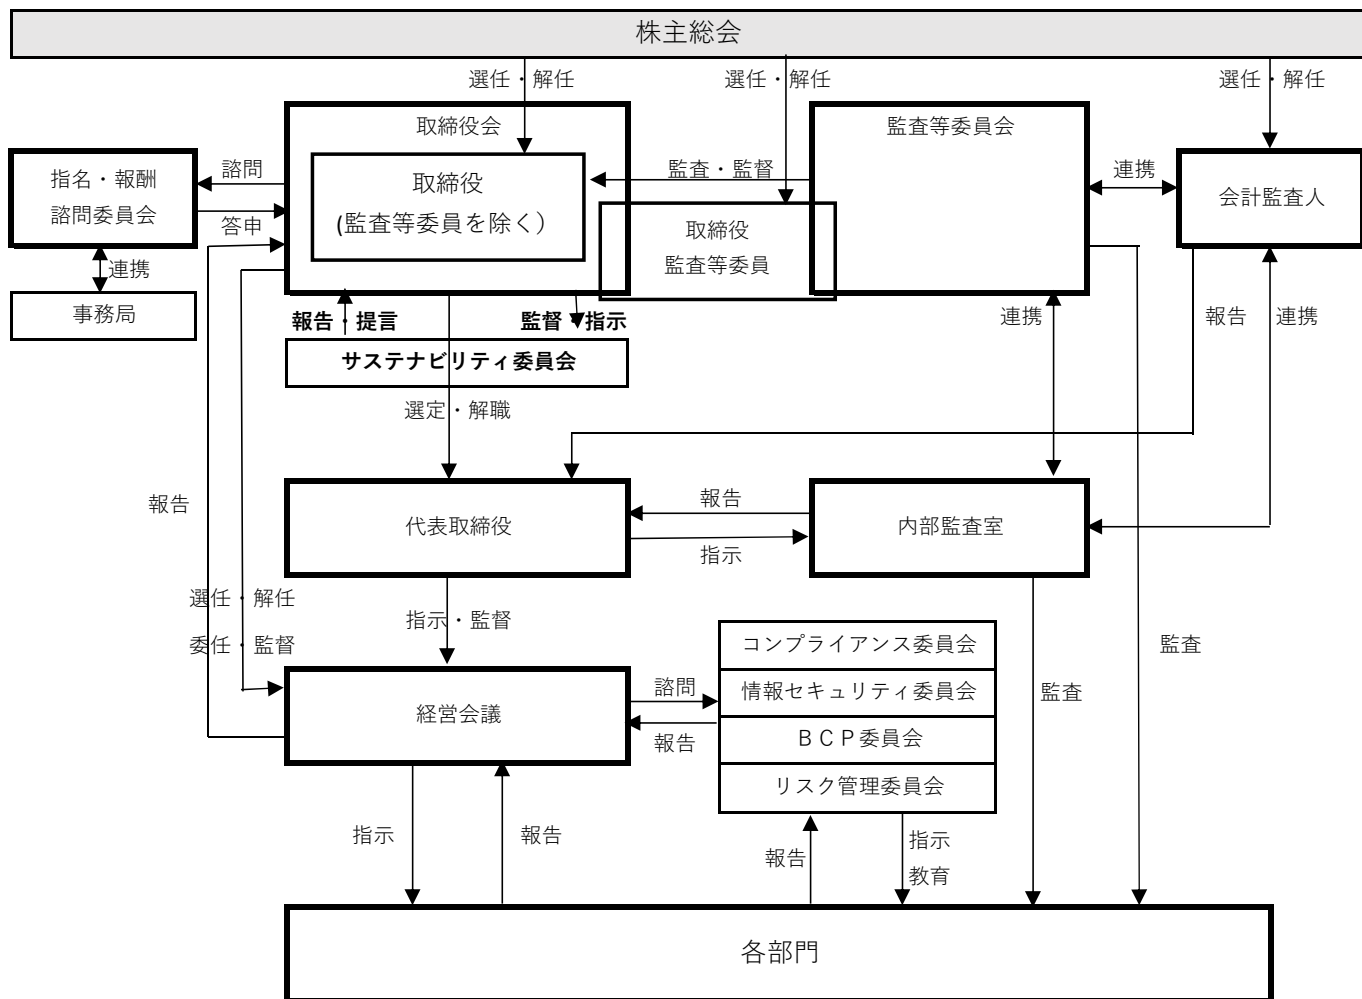 株主総会
選任・解任
選任・解任
選任・解任
取締役会
監査等委員会
指名・報酬
諮問委員会
諮問
答申
取締役
(監査等委員を除く）
監査・監督
取締役
監査等委員
連携
会計監査人
連携
事務局
報告・提言
監督・指示
サステナビリティ委員会
連携
報告
連携
選定・解職
報告
代表取締役
報告
指示
内部監査室
選任・解任
委任・監督
指示・監督
コンプライアンス委員会
情報セキュリティ委員会
ＢＣＰ委員会
リスク管理委員会
監査
監査
経営会議
諮問
報告
指示
報告
報告
指示
教育
各部門